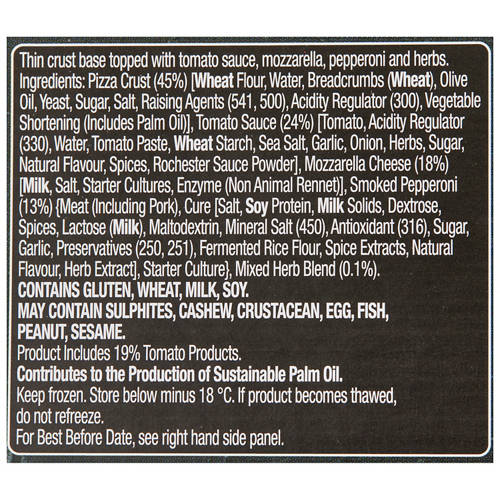 Thin crust base topped with tomato sauce, mozzarella, pepperoni and herbs.
Ingredients: Pizza Crust (45%) [Wheat Flour, Water, Breadcrumbs (Wheat), Olive
Oil, Yeast, Sugar, Salt, Raising Agents (541, 500), Acidity Regulator (300), Vegetable
Shortening (Includes Palm Oil)], Tomato Sauce (24%) [Tomato, Acidity Regulator
(330), Water, Tomato Paste, Wheat Starch, Sea Salt, Garlic, Onion, Herbs, Sugar,
Natural Flavour, Spices, Rochester Sauce Powder], Mozzarella Cheese (18%)
[Milk, Salt, Starter Cultures, Enzyme (Non Animal Rennet)], Smoked Pepperoni
(13%) {Meat (Including Pork), Cure [Salt, Soy Protein, Milk Solids, Dextrose,
Spices, Lactose (Milk), Maltodextrin, Mineral Salt (450), Antioxidant (316), Sugar,
Garlic, Preservatives (250, 251), Fermented Rice Flour, Spice Extracts, Natural
Flavour, Herb Extract], Starter Culture}, Mixed Herb Blend (0.1%).
CONTAINS GLUTEN, WHEAT, MILK, SOY.
MAY CONTAIN SULPHITES, CASHEW, CRUSTACEAN, EGG, FISH,
PEANUT, SESAME.
Product Includes 19% Tomato Products.
Contributes to the Production of Sustainable Palm Oil.
Keep frozen. Store below minus 18 °C. If product becomes thawed,
do not refreeze.
For Best Before Date, see right hand side panel.